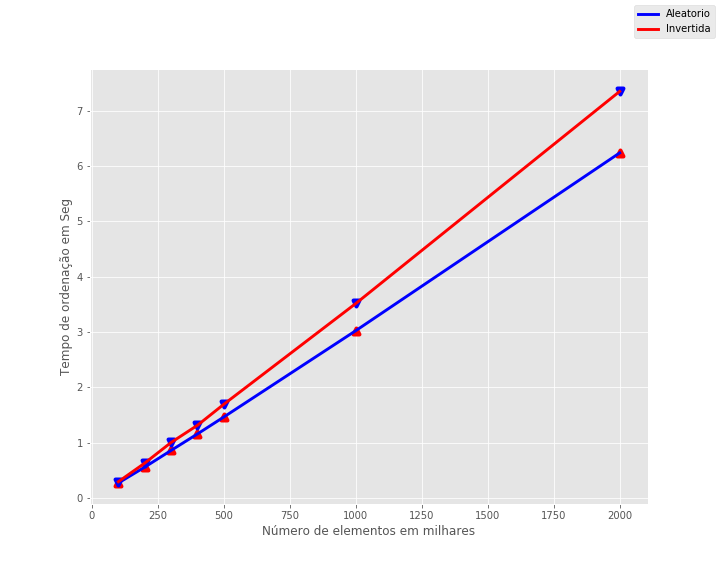 Aleatorio
Invertida
Tempo de ordenação em Seg
7
6
5
4
3
2
1
0
0 250 500 750 1000 1250 1500 1750 2000
Número de elementos em milhares